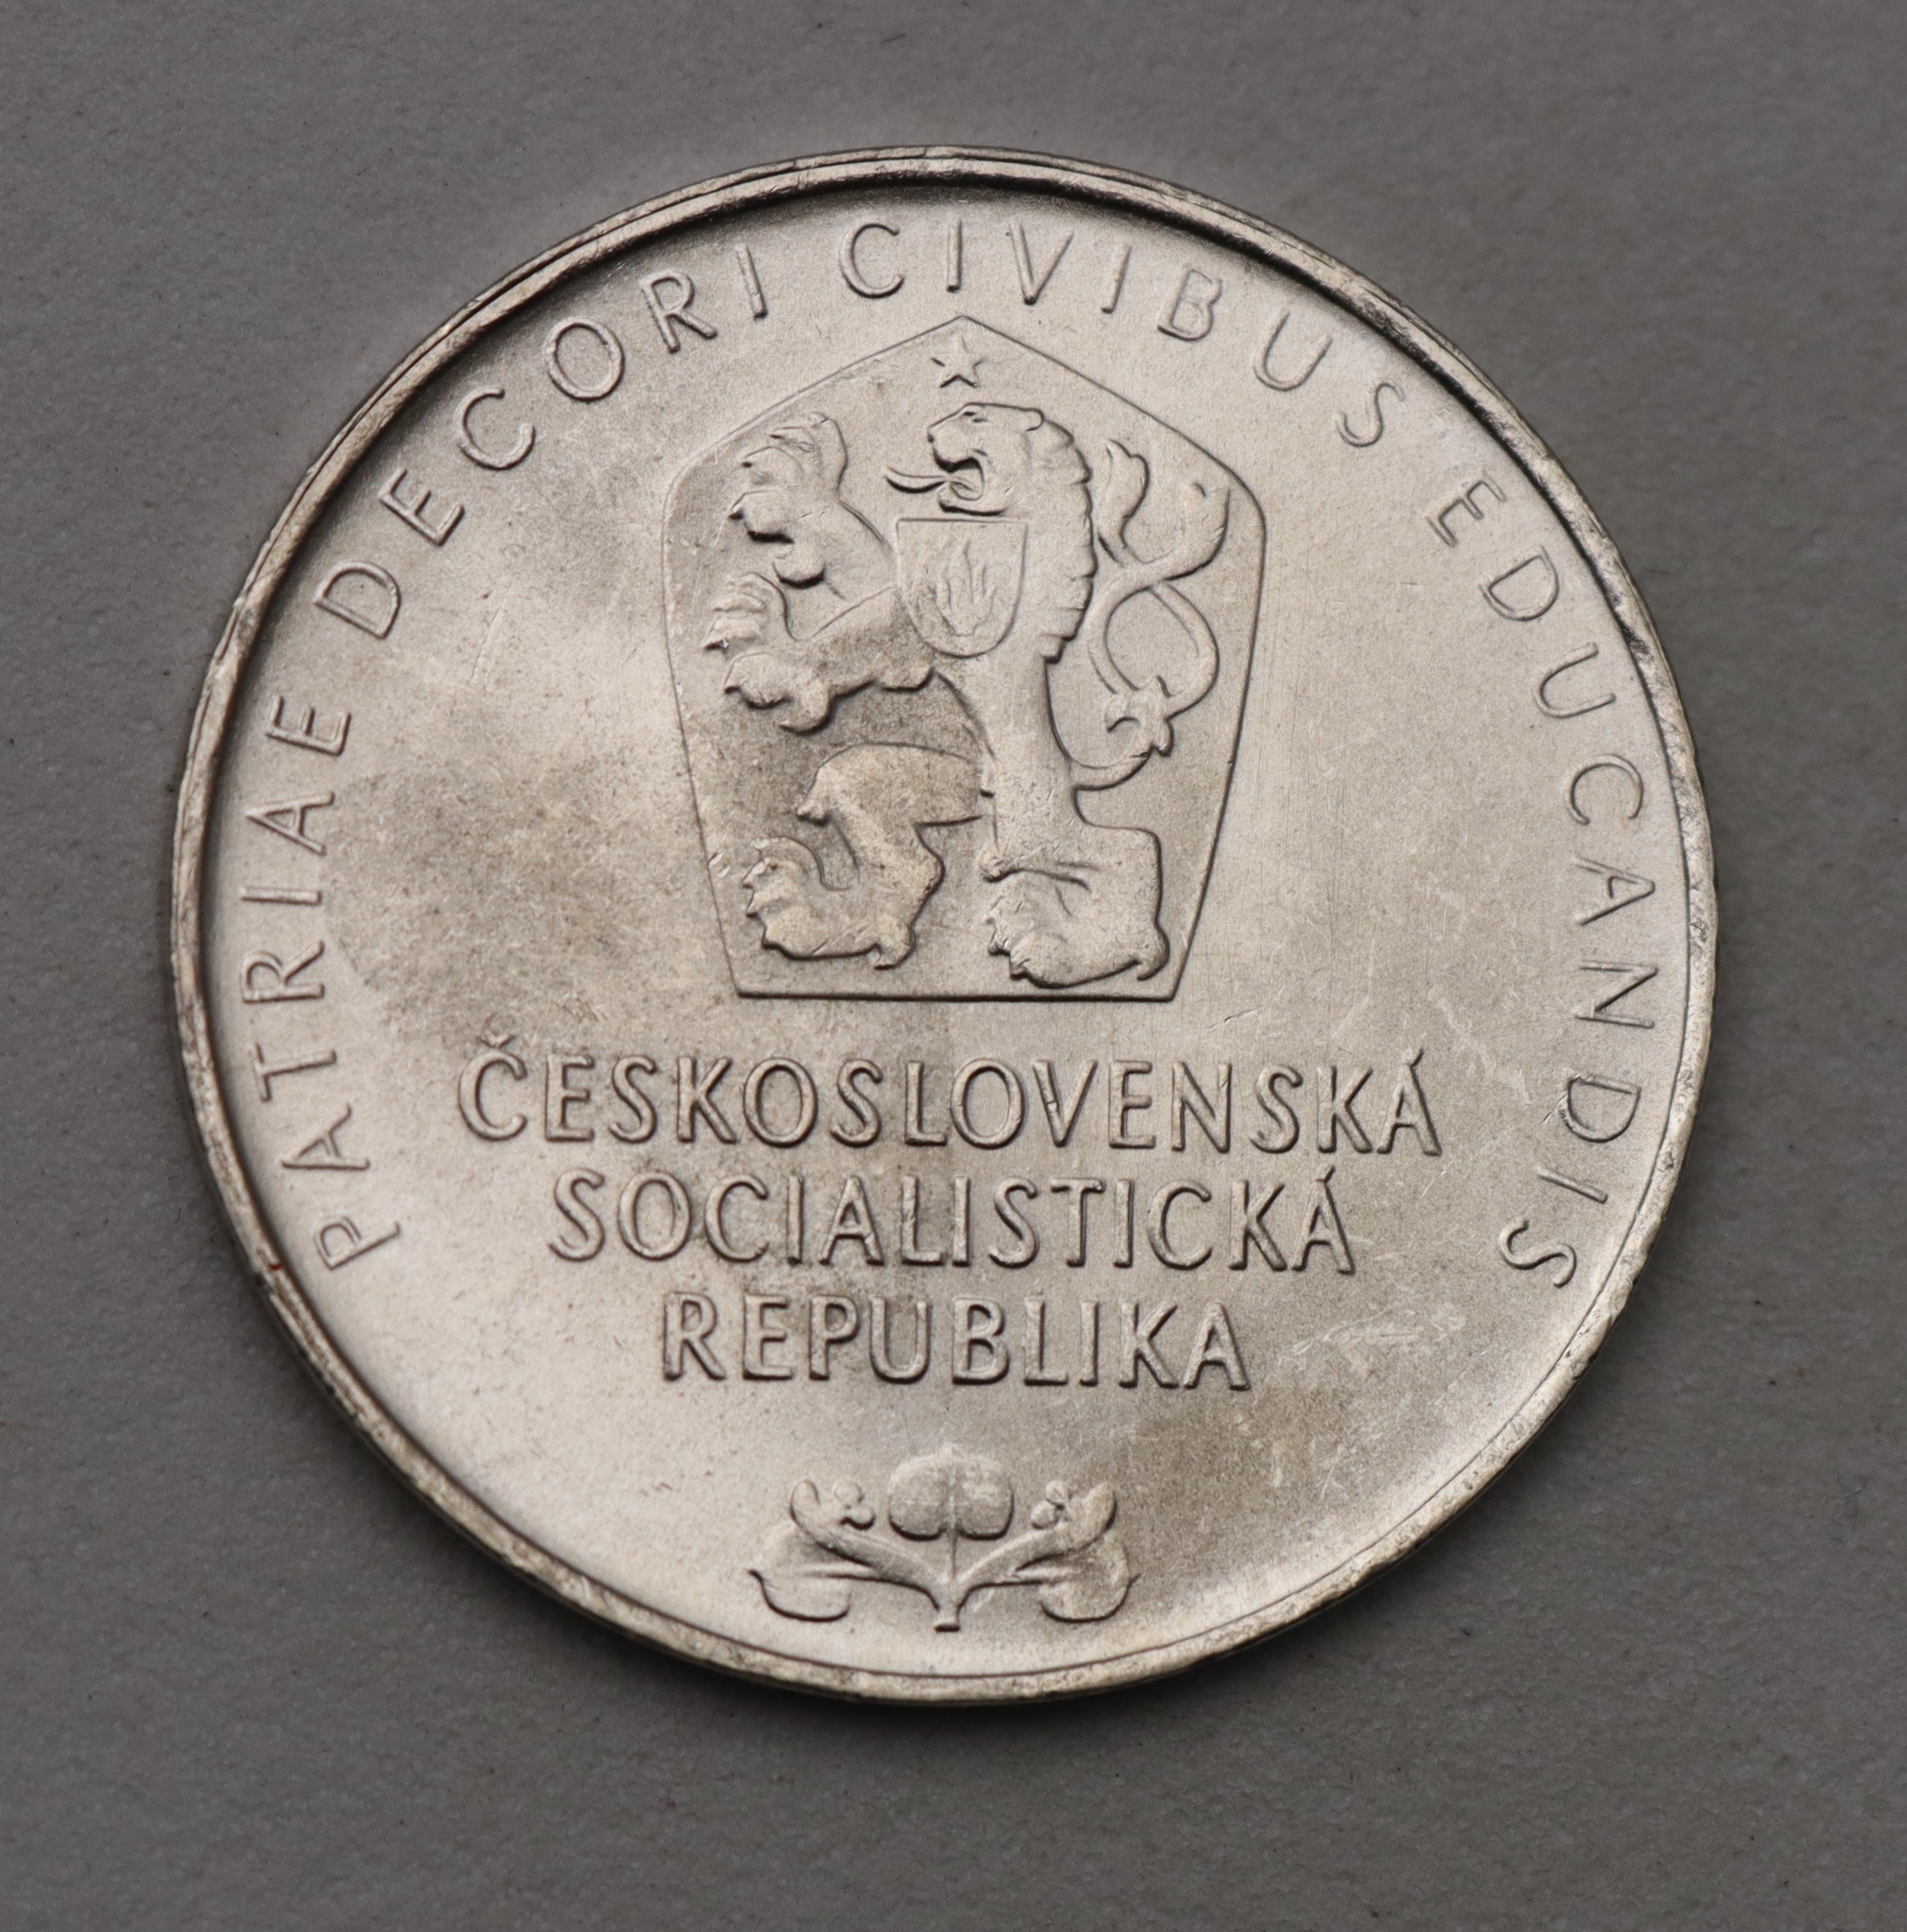 PATRIAE DECORI CIVIBUS EDUCANDIS
ČESKOSLOVENSKÁ
SOCIALISTICKÁ
REPUBLIKA